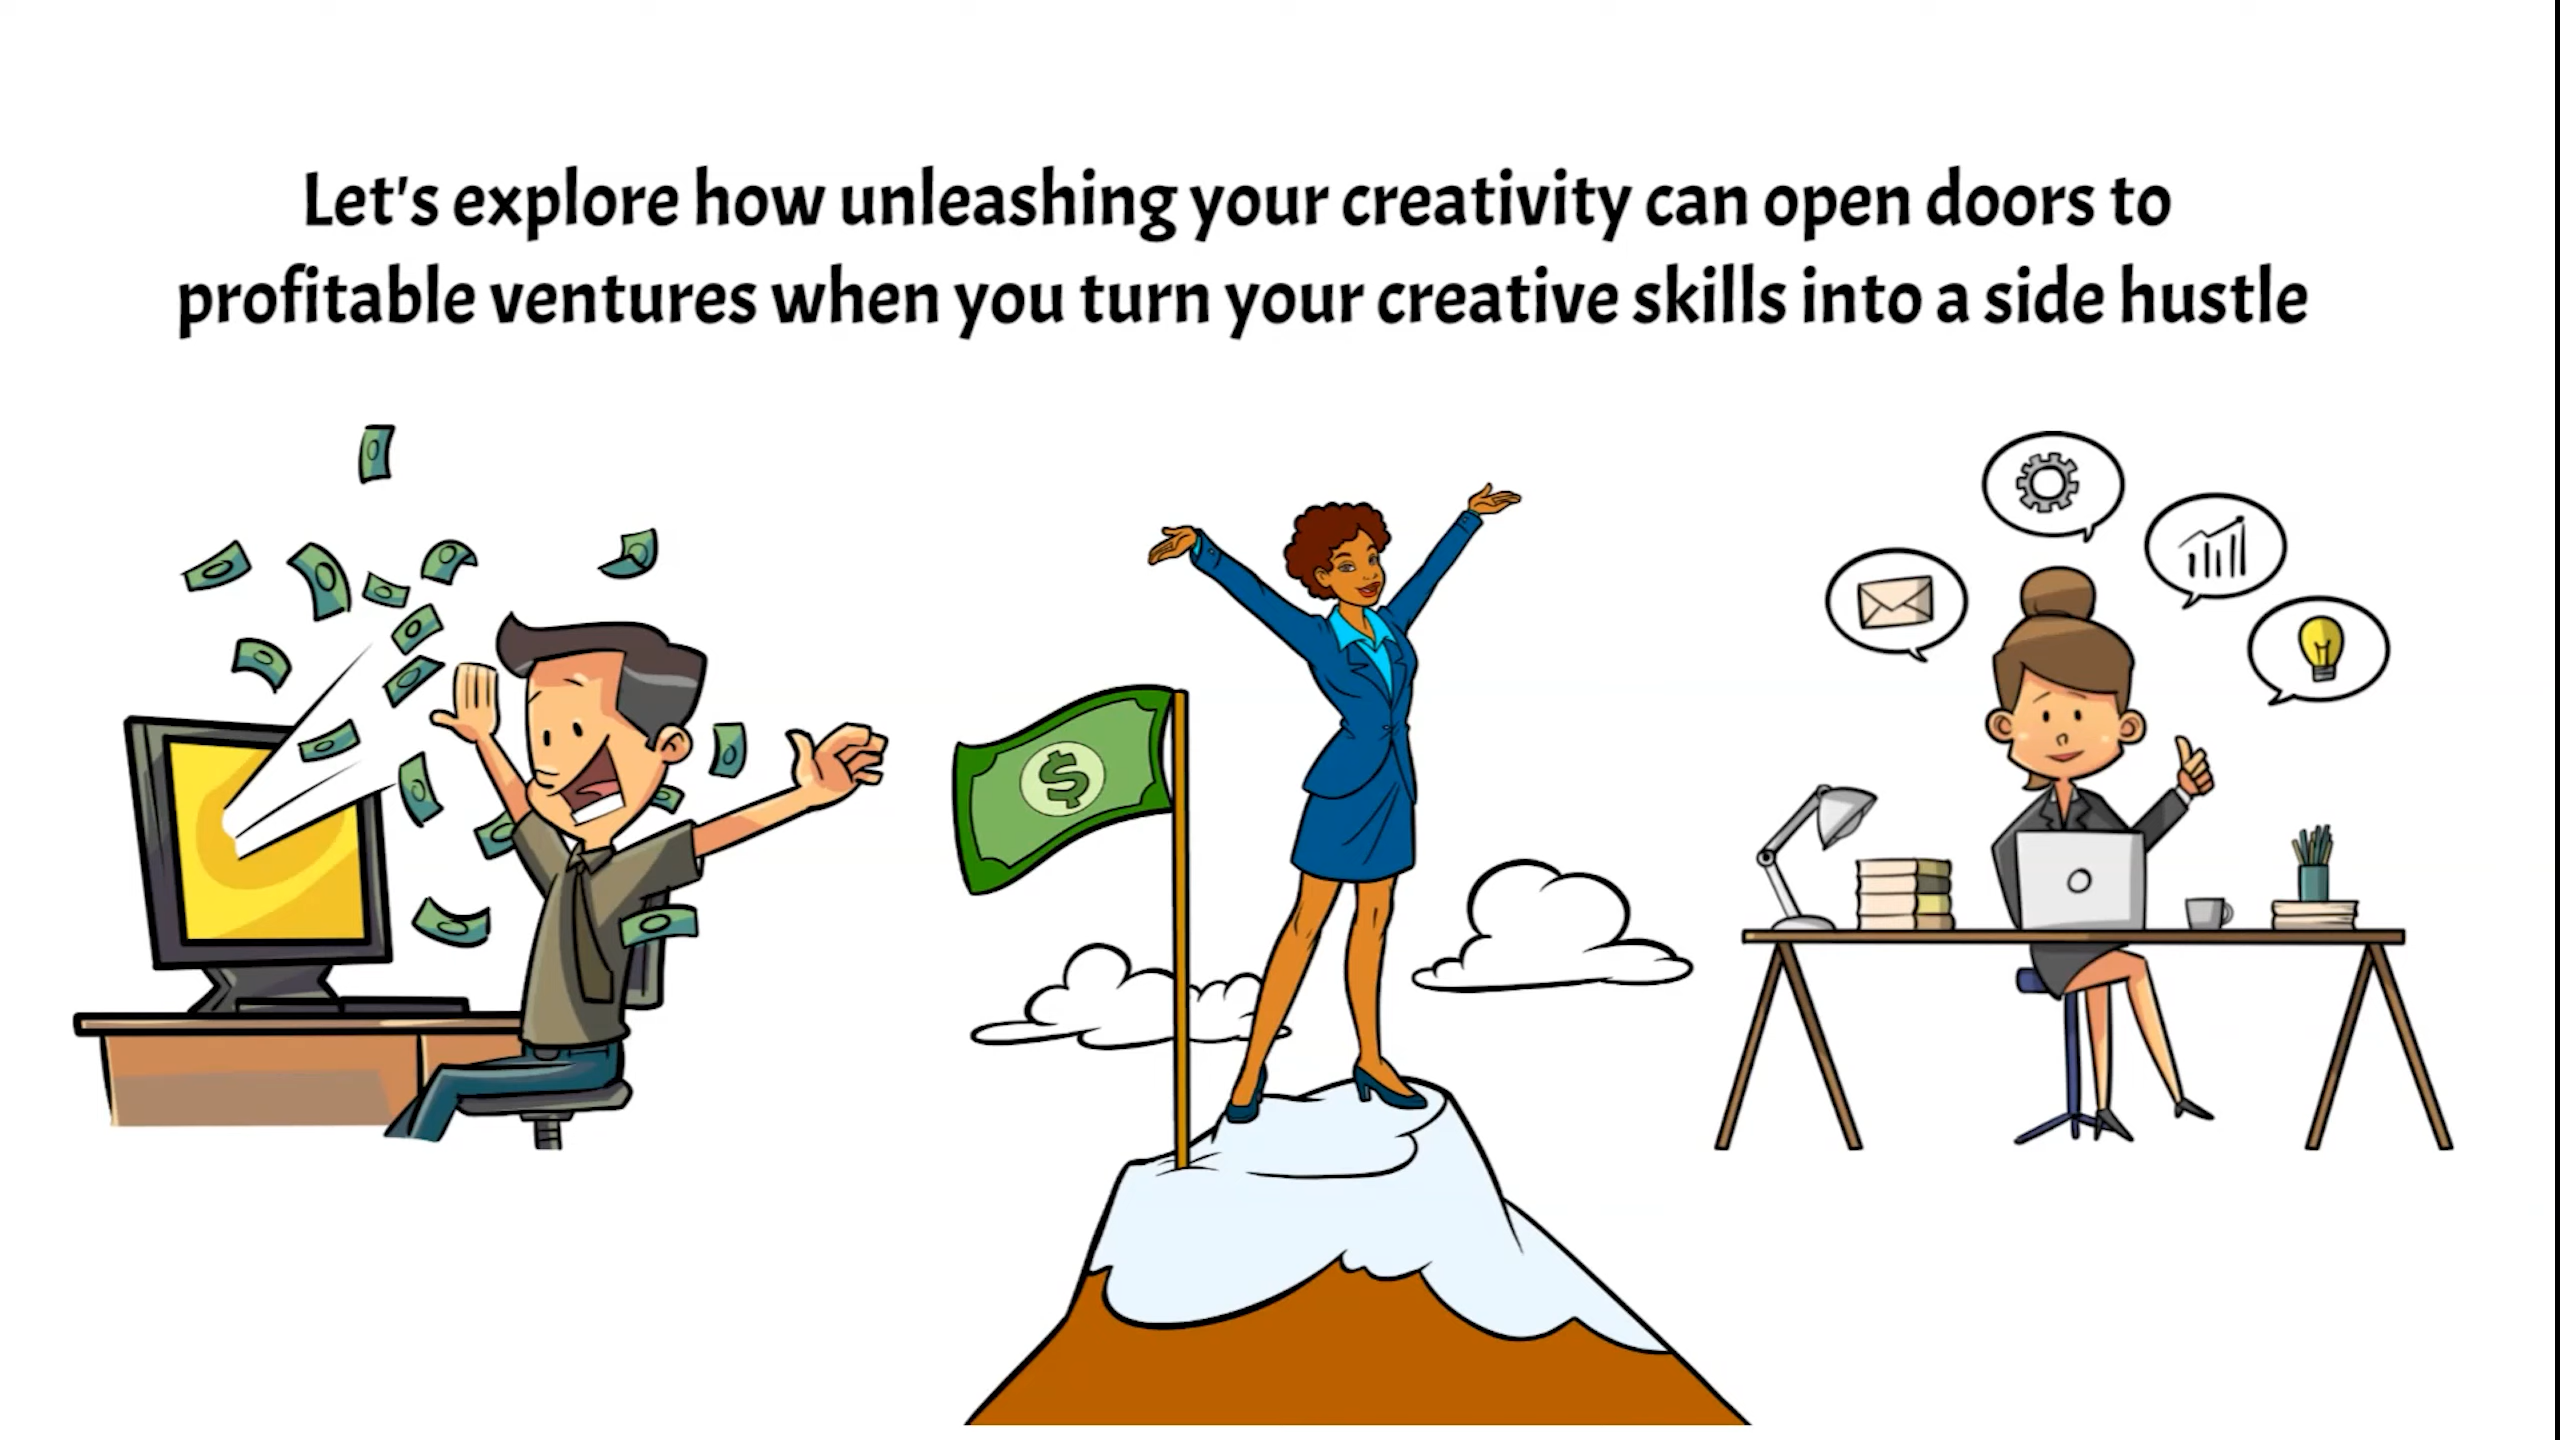 Let's explore how unleashing your creativity can open doors to
profitable ventures when you turn your creative skills into a side hustle
$